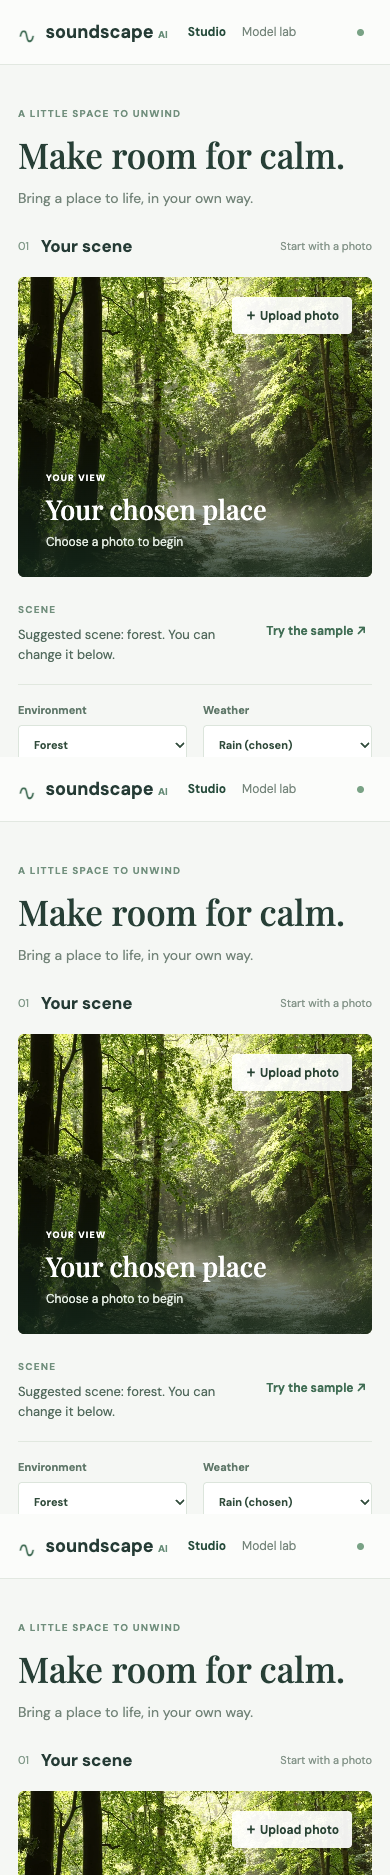 soundscape AI Studio Model lab
A LITTLE SPACE TO UNWIND
Make room for calm.
Bring a place to life, in your own way.
01 Your scene Start with a photo
+ Upload photo
YOUR VIEW
Your chosen place
Choose a photo to begin
SCENE
Suggested scene: forest. You can
change it below.
Try the sample ↗
Environment Weather
Forest Rain (chosen)
soundscape AI Studio Model lab
A LITTLE SPACE TO UNWIND
Make room for calm.
Bring a place to life, in your own way.
01 Your scene Start with a photo
+ Upload photo
YOUR VIEW
Your chosen place
Choose a photo to begin
SCENE
Suggested scene: forest. You can
change it below.
Try the sample ↗
Environment Weather
Forest Rain (chosen)
soundscape AI Studio Model lab
A LITTLE SPACE TO UNWIND
Make room for calm.
Bring a place to life, in your own way.
01 Your scene Start with a photo
+ Upload photo